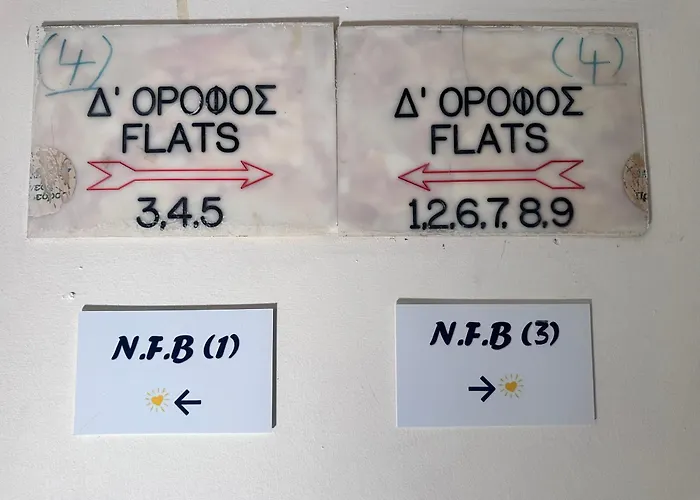 (4)
Δ' ΟΡΟΦΟΣ
FLATS
3,4,5
(4)
Δ' ΟΡΟΦΟΣ
FLATS
1,2,6,7,8,9
N.F.B (1)
N.F.B (3)